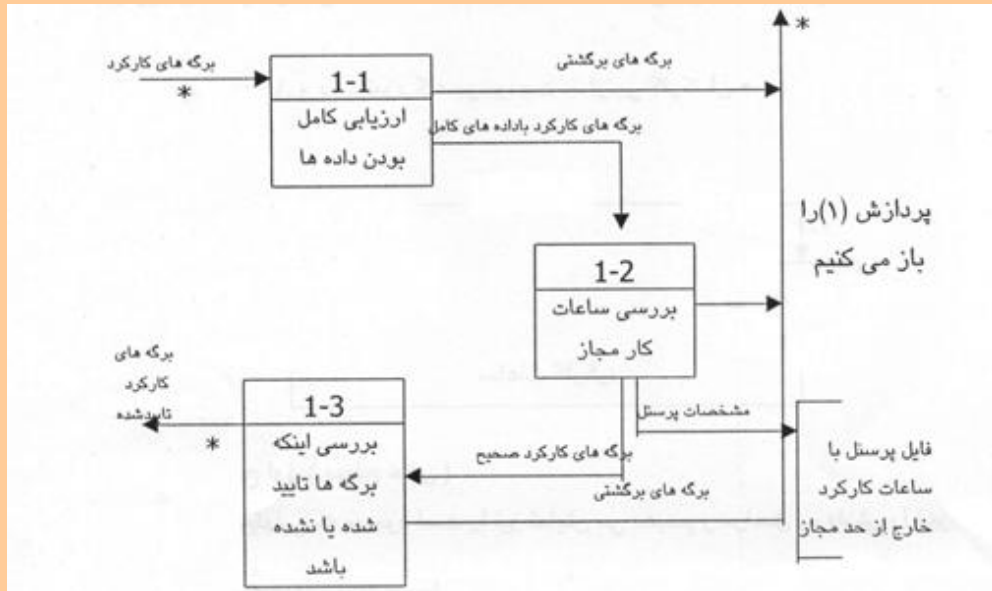 *
برگه های کارکرد
*
برگه های برگشتی
1-1
ارزیابی کامل
بودن داده ها
برگه های کارکرد باداده های کامل
پردازش (۱)را
باز می کنیم
1-2
بررسی ساعات
کار مجاز
برگه های
کارکرد
تاییدشده
*
مشخصات پرسنل
1-3
بررسی اینکه
برگه ها تایید
شده یا نشده
باشد
برگه های کارکرد صحیح
برگه های برگشتی
فایل پرسنل با
ساعات کارکرد
خارج از حد مجاز